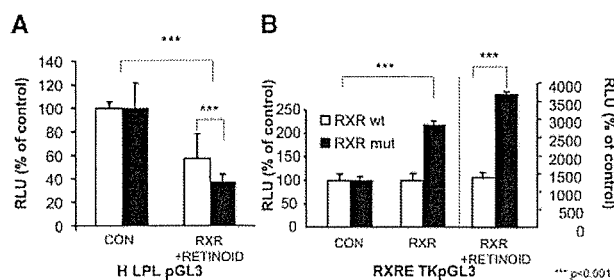 A
B
***
***
***
***
140
120
100
80
60
40
20
0
RLU (% of control)
CON
RXR
+RETINOID
H LPL pGL3
RXR wt
RXR mut
250
200
150
100
50
0
RLU (% of control)
CON
RXR
RXR
+RETINOID
RXRE TKpGL3
4000
3500
3000
2500
2000
1500
1000
500
0
RLU (% of control)
*** p<0.001